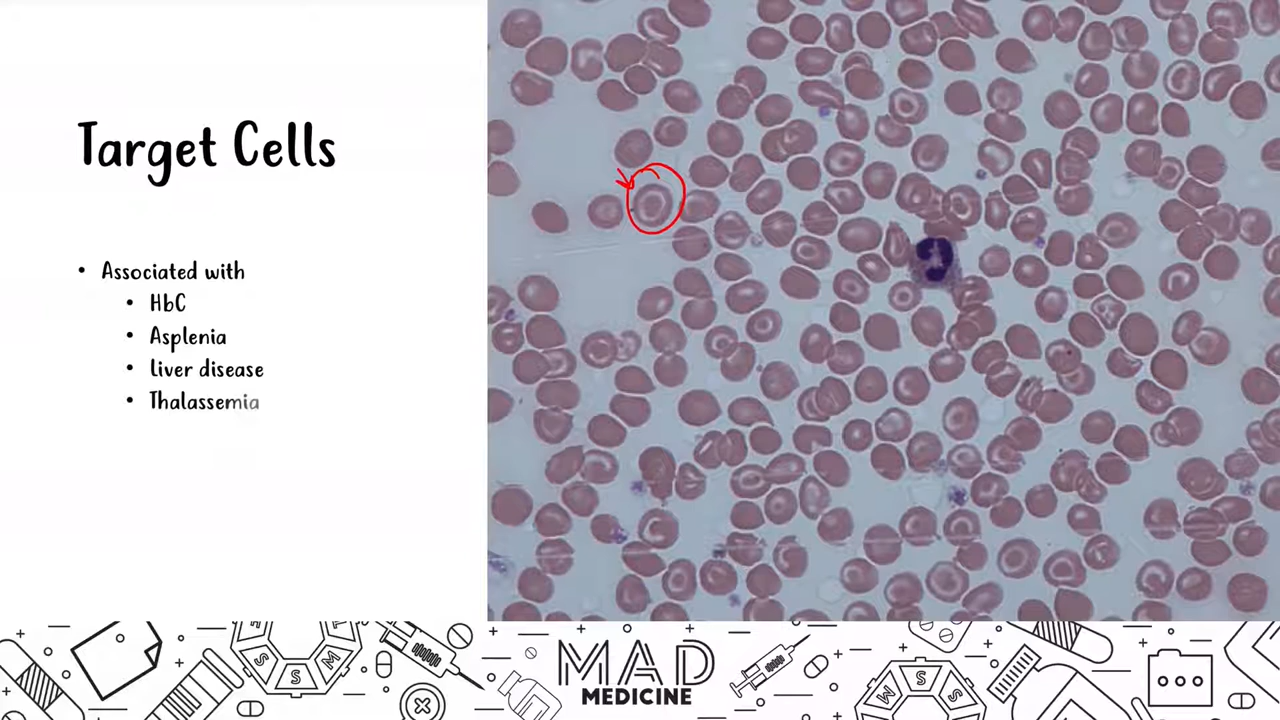 Target Cells
• Associated with
• HbC
• Asplenia
• Liver disease
• Thalassemia
MAD
MEDICINE
S
S
M
M
S
S